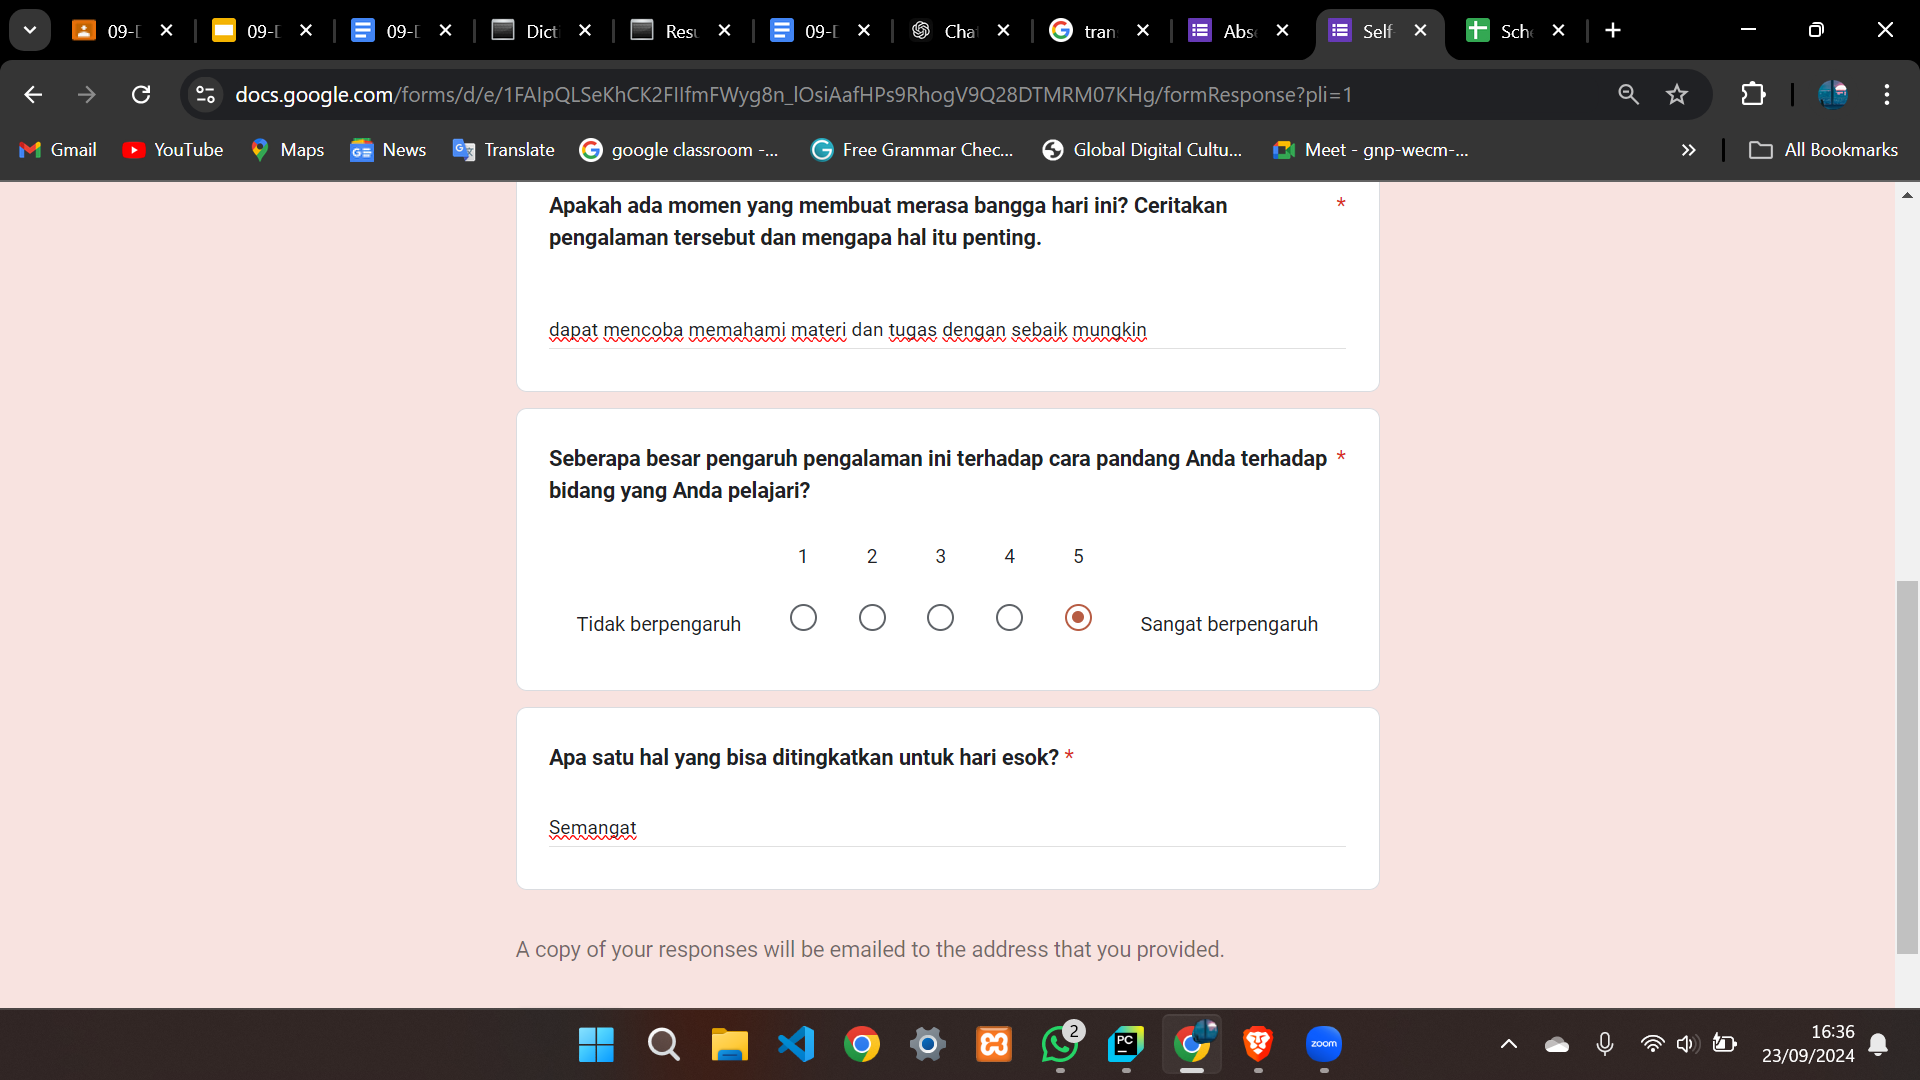 09-D
09-D
09-D
Dicti
Resu
09-D
Cha
tran
Abs
Self-
Sche
docs.google.com/forms/d/e/1FAIpQLSeKhCK2FIIfmFWyg8n_lOsiAafHPs9RhogV9Q28DTMRM07KHg/formResponse?pli=1
Gmail
YouTube
Maps
News
Translate
google classroom -...
Free Grammar Chec...
Global Digital Cultu...
Meet - gnp-wecm-...
All Bookmarks
Apakah ada momen yang membuat merasa bangga hari ini? Ceritakan *
pengalaman tersebut dan mengapa hal itu penting.
dapat mencoba memahami materi dan tugas dengan sebaik mungkin
Seberapa besar pengaruh pengalaman ini terhadap cara pandang Anda terhadap *
bidang yang Anda pelajari?
1 2 3 4 5
Tidak berpengaruh
Sangat berpengaruh
Apa satu hal yang bisa ditingkatkan untuk hari esok? *
Semangat
A copy of your responses will be emailed to the address that you provided.
2
PC
zoom
16:36
23/09/2024